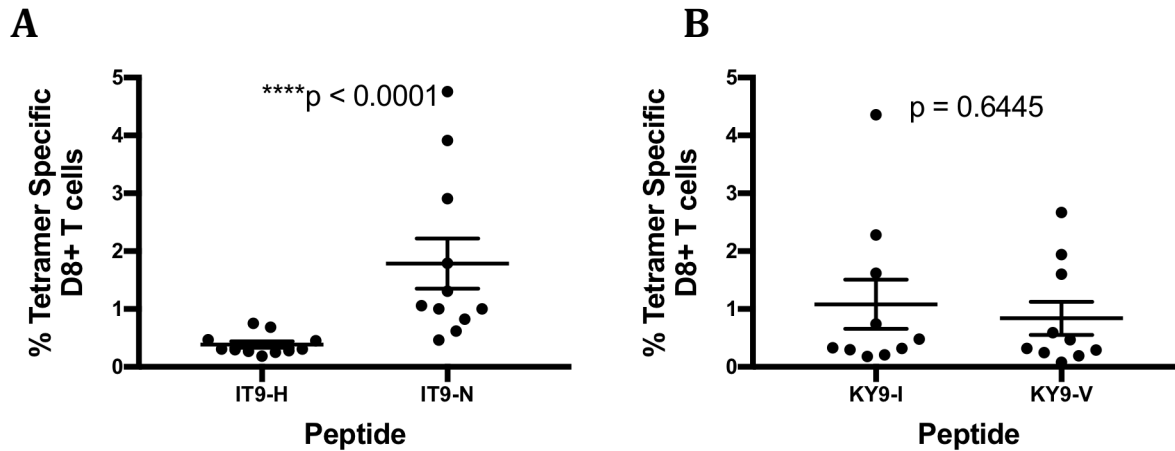 A
% Tetramer Specific
D8+ T cells
5
4
3
2
1
0
****p < 0.0001
IT9-H
IT9-N
Peptide
B
% Tetramer Specific
D8+ T cells
5
4
3
2
1
0
p = 0.6445
KY9-I
KY9-V
Peptide